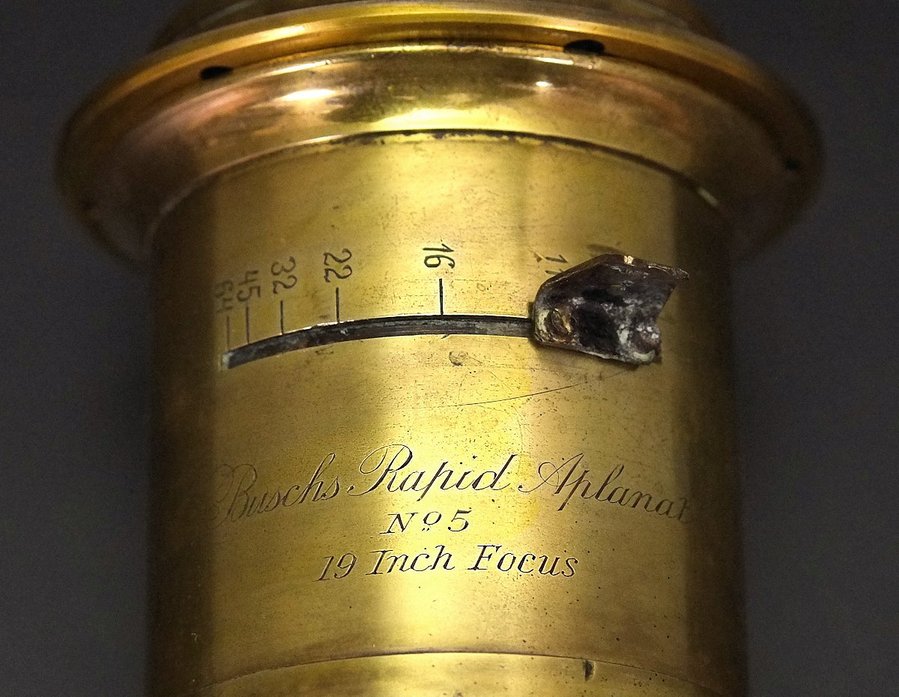 64 45 32 22 16
Buschs Rapid Aplanat
Nº 5
19 Inch Focus